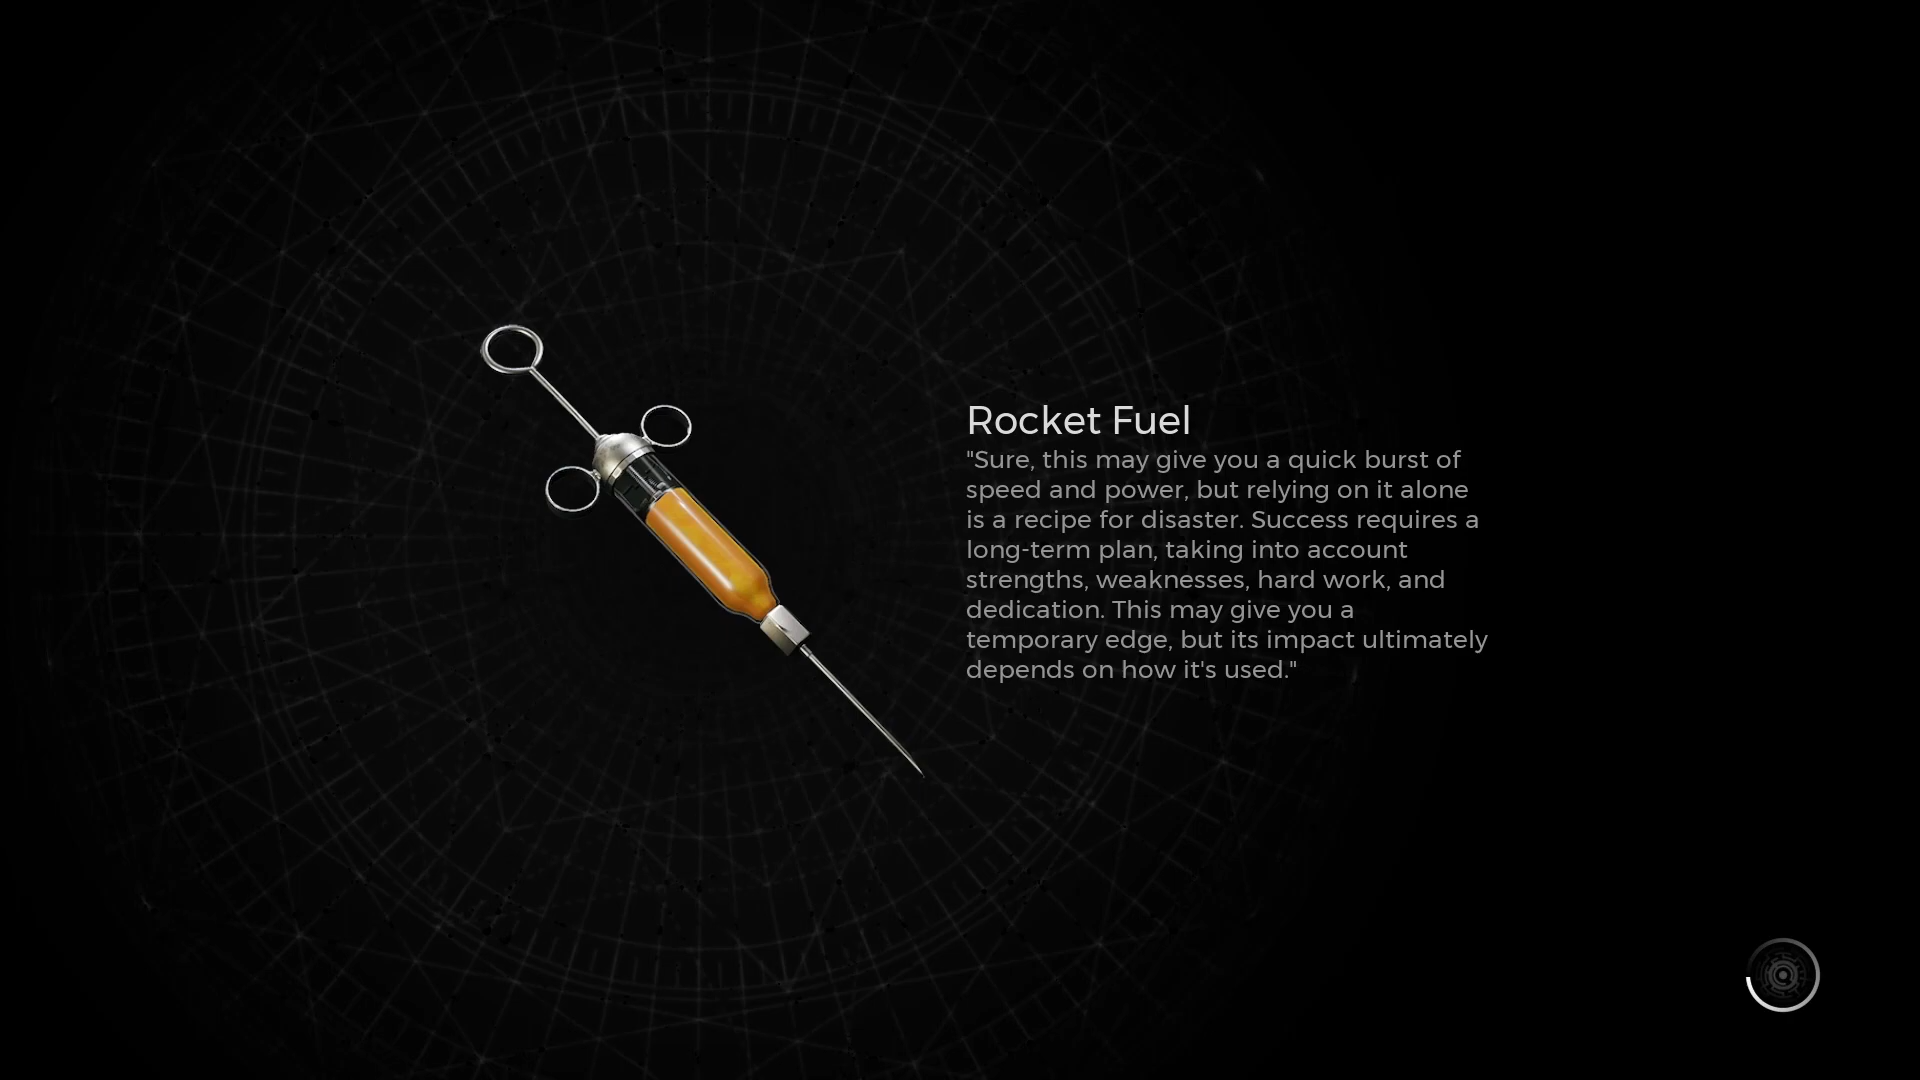 Rocket Fuel
"Sure, this may give you a quick burst of
speed and power, but relying on it alone
is a recipe for disaster. Success requires a
long-term plan, taking into account
strengths, weaknesses, hard work, and
dedication. This may give you a
temporary edge, but its impact ultimately
depends on how it's used."